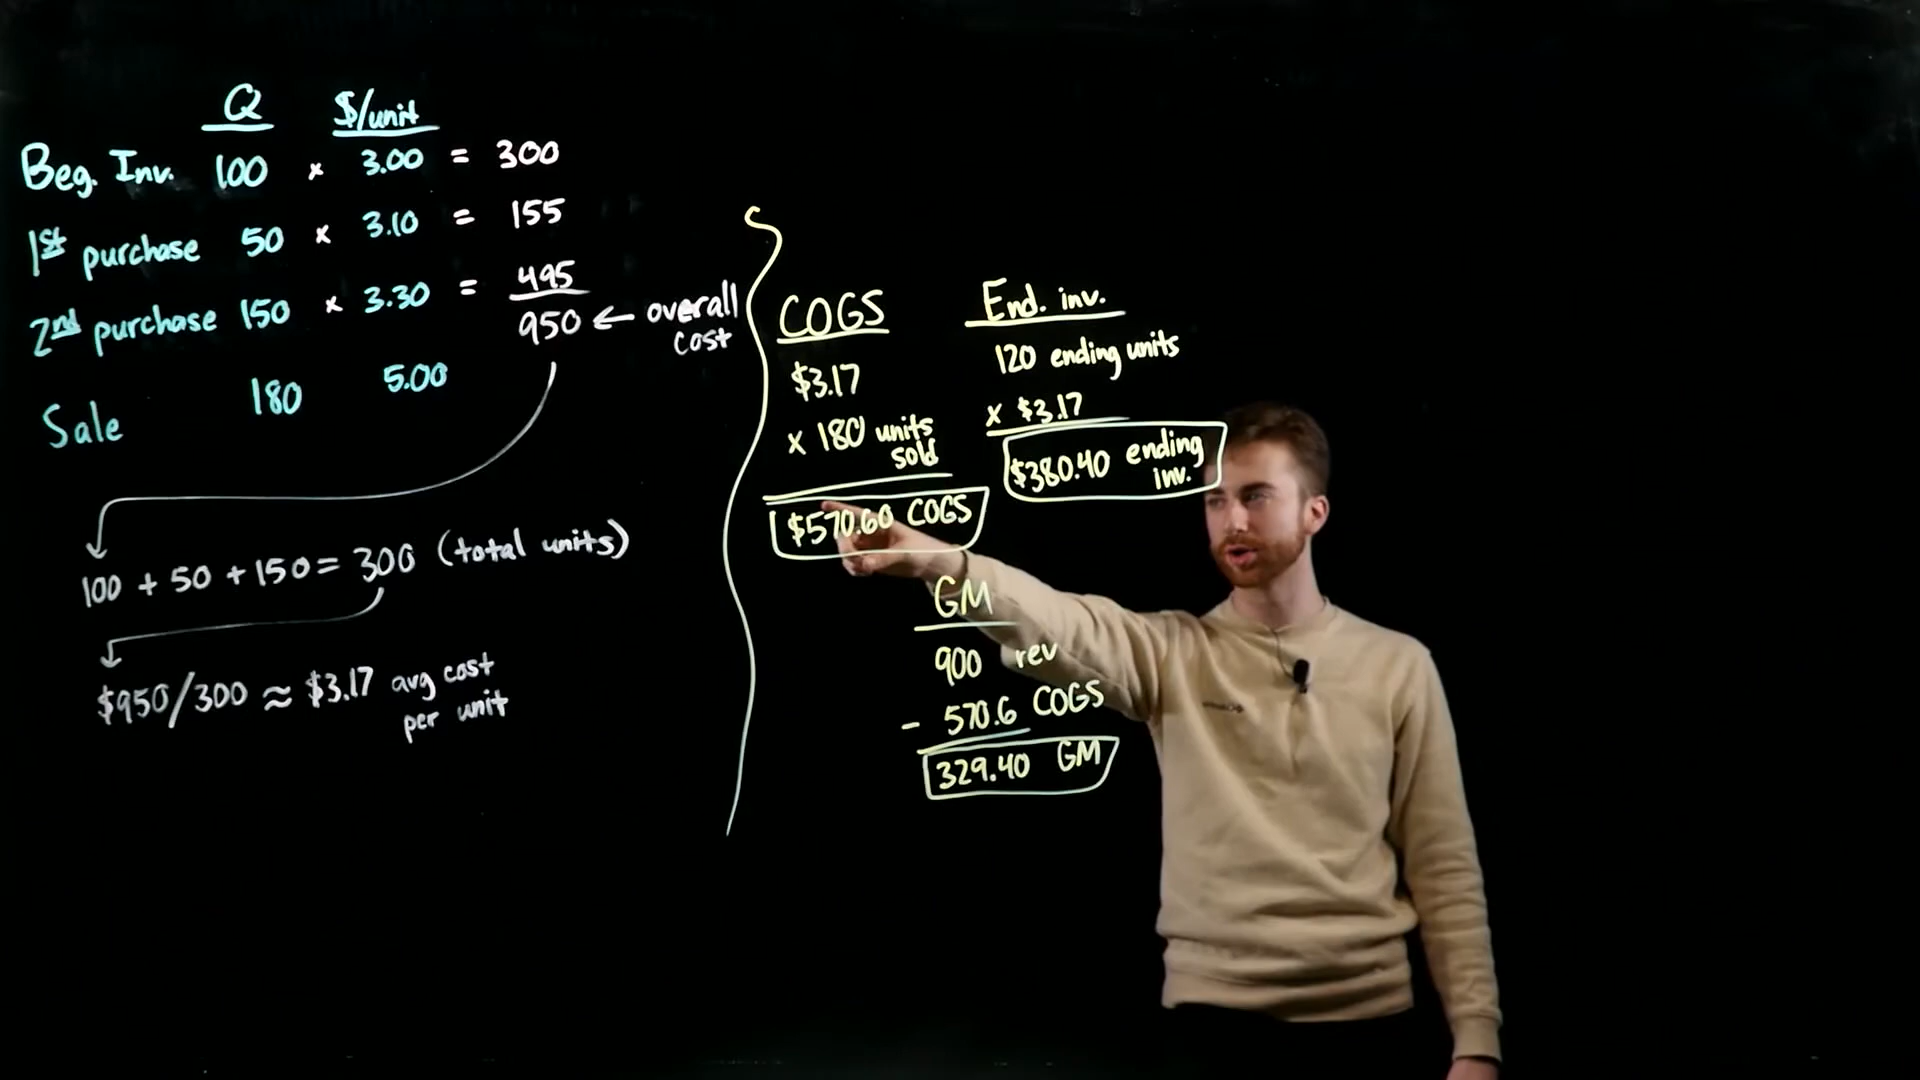 Q $/unit
Beg. Inv. 100 x 3.00 = 300
1st purchase 50 x 3.10 = 155
2nd purchase 150 x 3.30 = 495
950 ← overall cost
Sale 180 5.00
100 + 50 + 150 = 300 (total units)
$950/300 ≈ $3.17 avg cost per unit
COGS
$3.17
x 180 units sold
$570.60 COGS
End. inv.
120 ending units
x $3.17
$380.40 ending inv.
GM
900 rev
- 570.6 COGS
329.40 GM